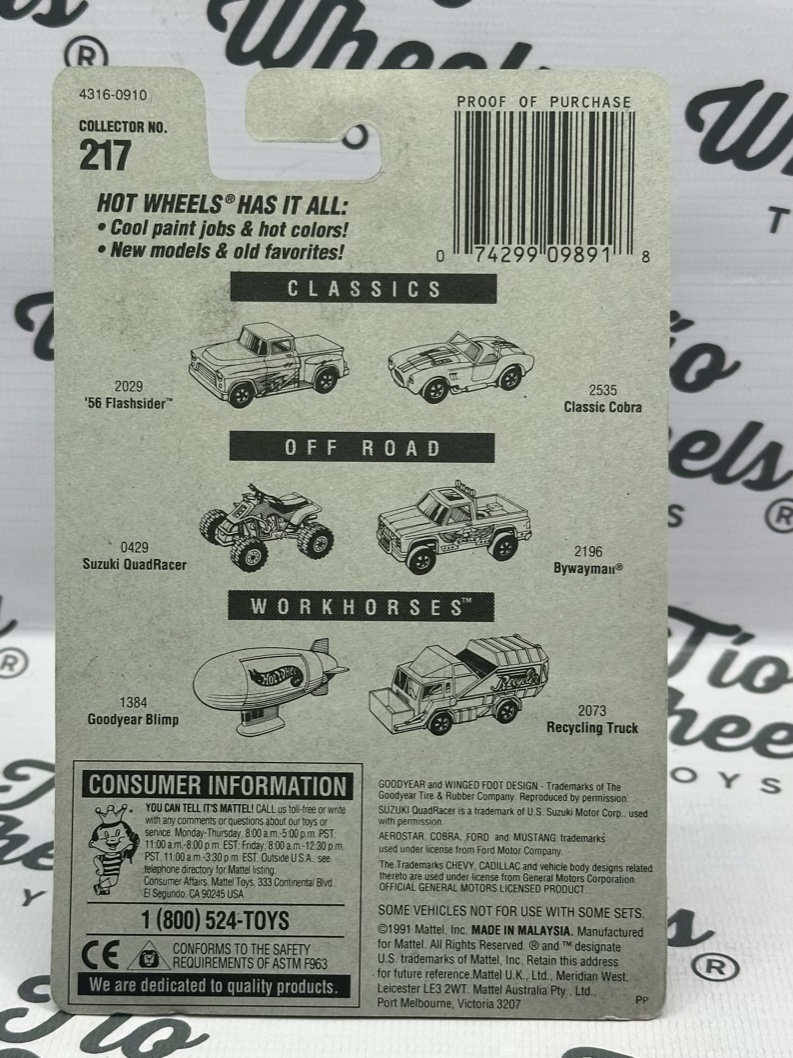 4316-0910
COLLECTOR NO.
217
PROOF OF PURCHASE
0 74299 09891 8
HOT WHEELS® HAS IT ALL:
• Cool paint jobs & hot colors!
• New models & old favorites!
CLASSICS
2029
'56 Flashsider™
2535
Classic Cobra
OFF ROAD
0429
Suzuki QuadRacer
2196
Bywayman®
WORKHORSES™
Hot Wheels
Recycler
1384
Goodyear Blimp
2073
Recycling Truck
CONSUMER INFORMATION
YOU CAN TELL IT'S MATTEL! CALL us toll-free or write
with any comments or questions about our toys or
service. Monday-Thursday, 8:00 a.m.-5:00 p.m. PST,
11:00 a.m.-8:00 p.m. EST; Friday, 8:00 a.m.-12:30 p.m.
PST, 11:00 a.m.-3:30 p.m. EST. Outside U.S.A., see
telephone directory for Mattel listing.
Consumer Affairs, Mattel Toys, 333 Continental Blvd.
El Segundo, CA 90245 USA
1 (800) 524-TOYS
CE
CONFORMS TO THE SAFETY
REQUIREMENTS OF ASTM F963
We are dedicated to quality products.
GOODYEAR and WINGED FOOT DESIGN - Trademarks of The
Goodyear Tire & Rubber Company. Reproduced by permission.
SUZUKI QuadRacer is a trademark of U.S. Suzuki Motor Corp., used
with permission.
AEROSTAR, COBRA, FORD and MUSTANG trademarks
used under license from Ford Motor Company.
The Trademarks CHEVY, CADILLAC and vehicle body designs related
thereto are used under license from General Motors Corporation.
OFFICIAL GENERAL MOTORS LICENSED PRODUCT
SOME VEHICLES NOT FOR USE WITH SOME SETS.
©1991 Mattel, Inc. MADE IN MALAYSIA. Manufactured
for Mattel. All Rights Reserved. ® and ™ designate
U.S. trademarks of Mattel, Inc. Retain this address
for future reference.Mattel U.K., Ltd., Meridian West,
Leicester LE3 2WT. Mattel Australia Pty., Ltd.,
Port Melbourne, Victoria 3207
PP
Wheels
®
Tío
heels
OYS
®